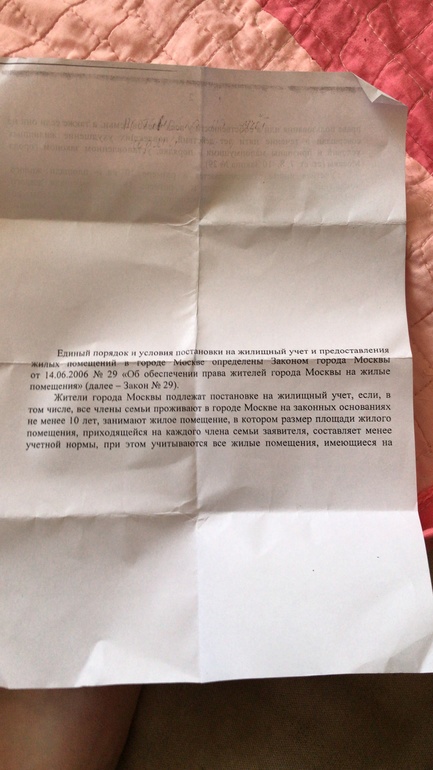 Единый порядок и условия постановки на жилищный учет и предоставления
жилых помещений в городе Москве определены Законом города Москвы
от 14.06.2006 № 29 «Об обеспечении права жителей города Москвы на жилые
помещения» (далее – Закон № 29).
Жители города Москвы подлежат постановке на жилищный учет, если, в
том числе, все члены семьи проживают в городе Москве на законных основаниях
не менее 10 лет, занимают жилое помещение, в котором размер площади жилого
помещения, приходящейся на каждого члена семьи заявителя, составляет менее
учетной нормы, при этом учитываются все жилые помещения, имеющиеся на